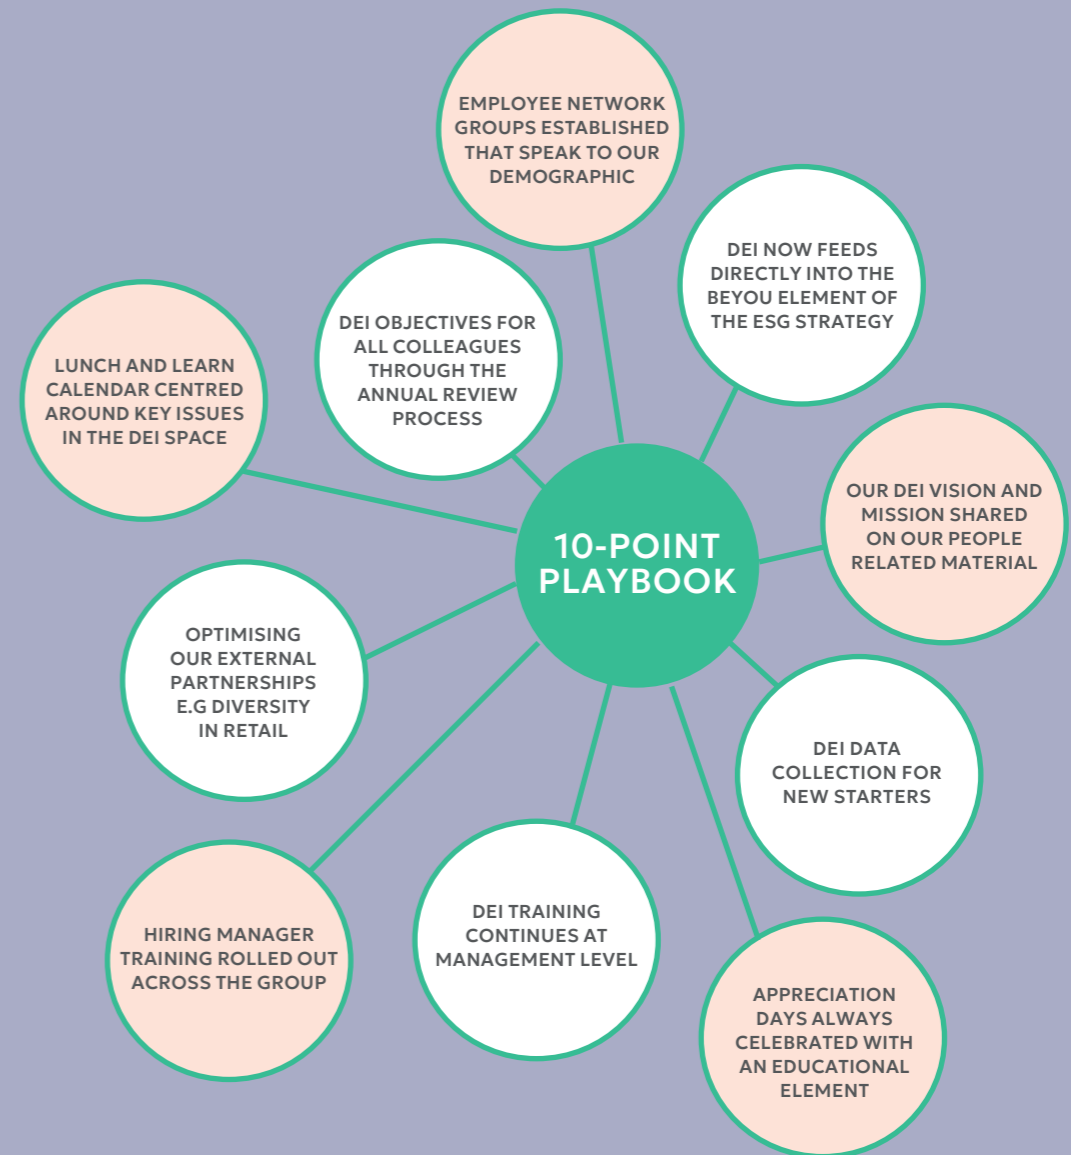 EMPLOYEE NETWORK
GROUPS ESTABLISHED
THAT SPEAK TO OUR
DEMOGRAPHIC
DEI NOW FEEDS
DIRECTLY INTO THE
BEYOU ELEMENT OF
THE ESG STRATEGY
DEI OBJECTIVES FOR
ALL COLLEAGUES
THROUGH THE
ANNUAL REVIEW
PROCESS
LUNCH AND LEARN
CALENDAR CENTRED
AROUND KEY ISSUES
IN THE DEI SPACE
OUR DEI VISION AND
MISSION SHARED
ON OUR PEOPLE
RELATED MATERIAL
10-POINT
PLAYBOOK
OPTIMISING
OUR EXTERNAL
PARTNERSHIPS
E.G DIVERSITY
IN RETAIL
DEI DATA
COLLECTION FOR
NEW STARTERS
HIRING MANAGER
TRAINING ROLLED OUT
ACROSS THE GROUP
DEI TRAINING
CONTINUES AT
MANAGEMENT LEVEL
APPRECIATION
DAYS ALWAYS
CELEBRATED WITH
AN EDUCATIONAL
ELEMENT